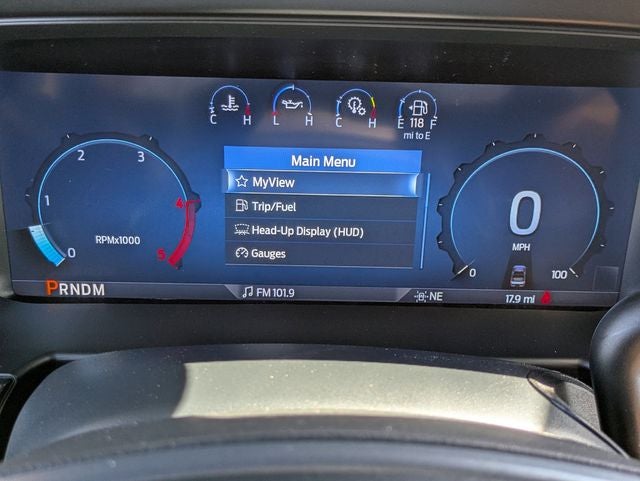 C H L H C H E F
118
mi to E
Main Menu
MyView
Trip/Fuel
Head-Up Display (HUD)
Gauges
0 1 2 3 4 5
RPMx1000
0
MPH
0 100
PRNDM
FM 101.9
NE
17.9 mi